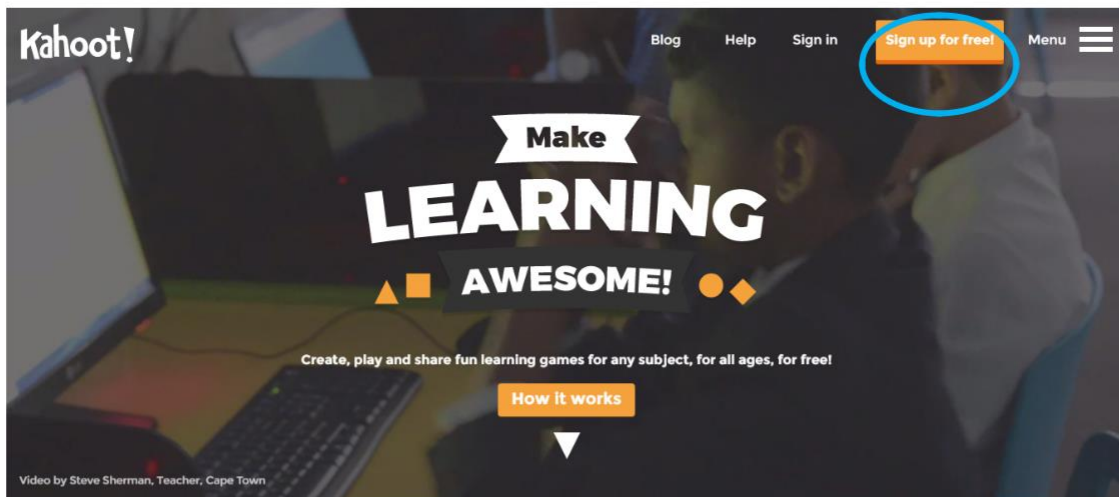 Kahoot!
Blog Help Sign in Sign up for free! Menu
Make
LEARNING
AWESOME!
Create, play and share fun learning games for any subject, for all ages, for free!
How it works
Video by Steve Sherman, Teacher, Cape Town